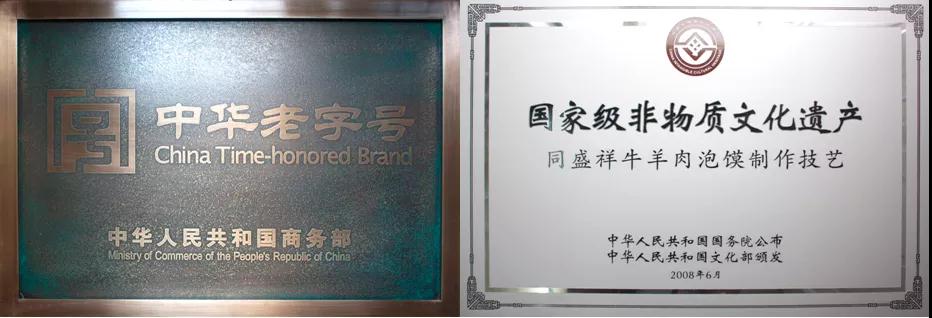 中华老字号
China Time-honored Brand
中华人民共和国商务部
Ministry of Commerce of the People's Republic of China
国家级非物质文化遗产
同盛祥牛羊肉泡馍制作技艺
中华人民共和国国务院公布
中华人民共和国文化部颁发
2008年6月